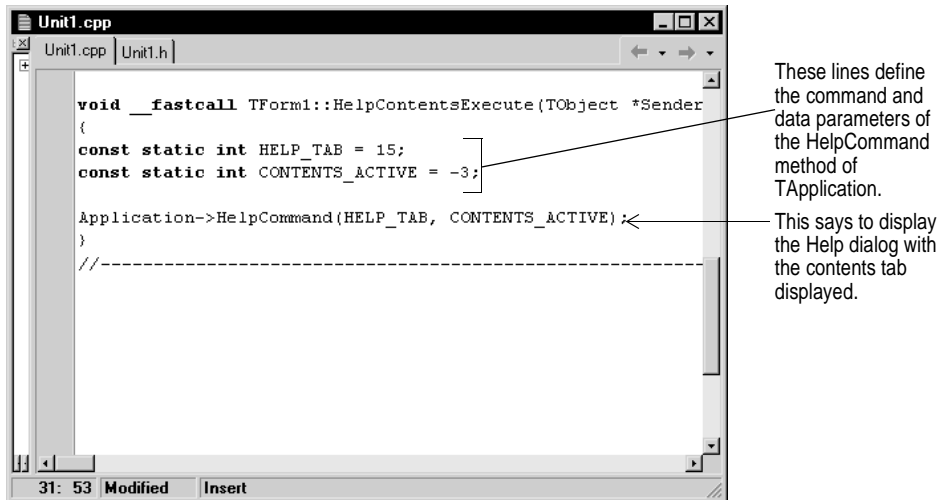 Unit1.cpp
Unit1.cpp Unit1.h
void __fastcall TForm1::HelpContentsExecute(TObject *Sender
{
const static int HELP_TAB = 15;
const static int CONTENTS_ACTIVE = -3;
Application->HelpCommand(HELP_TAB, CONTENTS_ACTIVE);
}
//---------------------------------------------------------
31: 53 Modified Insert
These lines define
the command and
data parameters of
the HelpCommand
method of
TApplication.
This says to display
the Help dialog with
the contents tab
displayed.